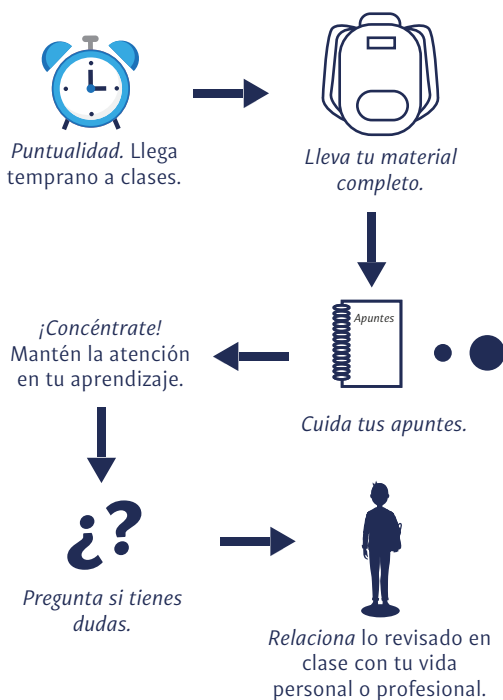 Puntualidad. Llega
temprano a clases.
Lleva tu material
completo.
Apuntes
Cuida tus apuntes.
¡Concéntrate!
Mantén la atención
en tu aprendizaje.
¿?
Pregunta si tienes
dudas.
Relaciona lo revisado en
clase con tu vida
personal o profesional.